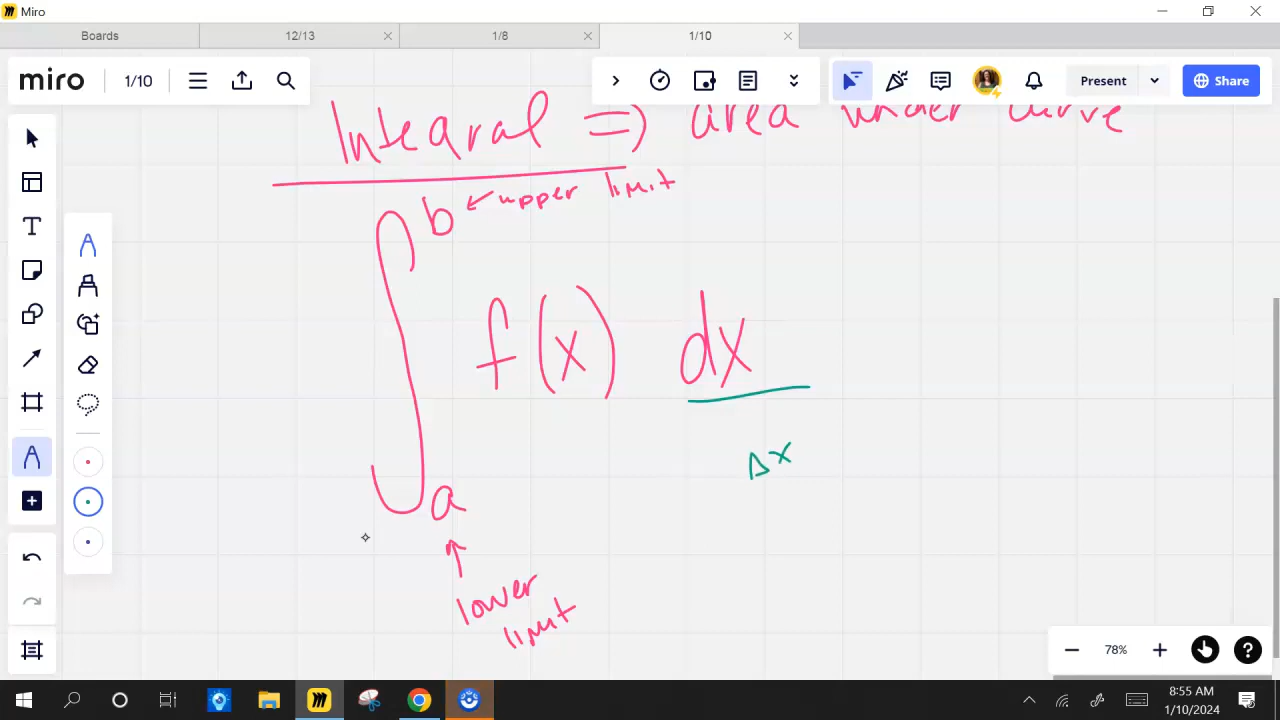 Miro
Boards
12/13
1/8
1/10
miro
1/10
Present
Share
Integral => area under curve
b ← upper limit
∫ f(x) dx
Δx
a
↑
lower
limit
78%
8:55 AM
1/10/2024